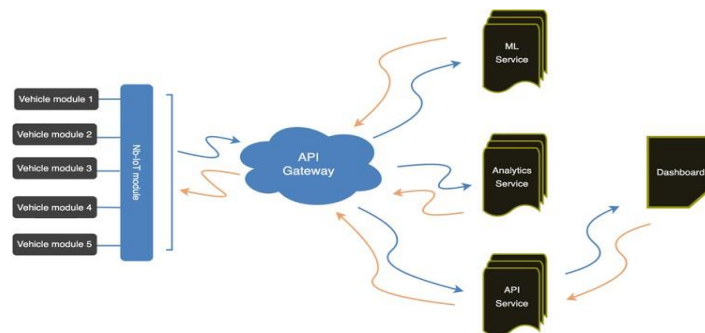 Vehicle module 1
Vehicle module 2
Vehicle module 3
Vehicle module 4
Vehicle module 5
Nb-IoT module
API
Gateway
ML
Service
Analytics
Service
API
Service
Dashboard